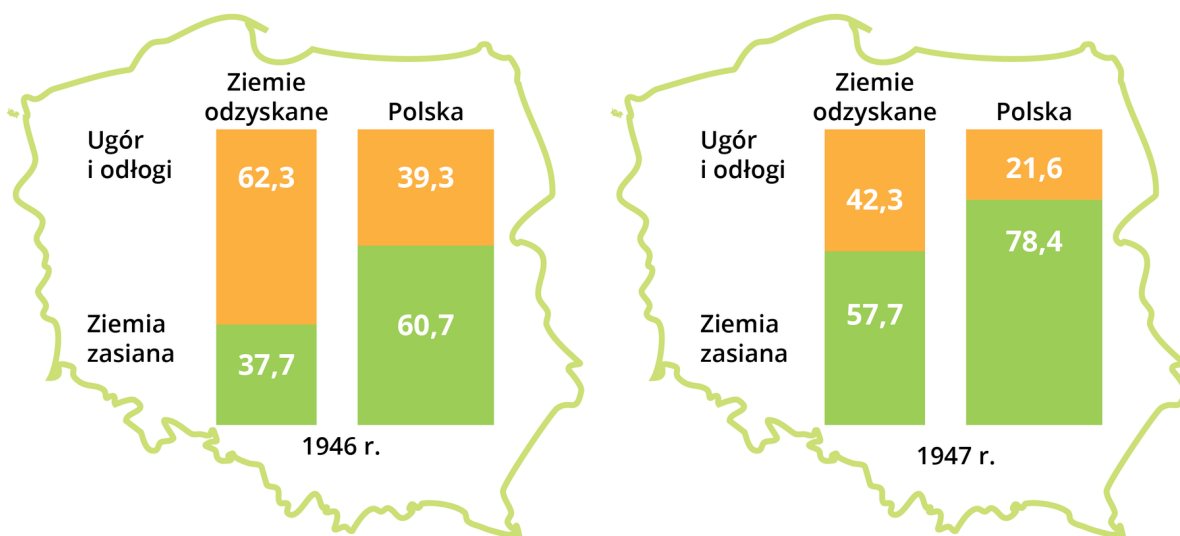 Ziemie
odzyskane
Polska
Ugór
i odłogi
62,3
39,3
Ziemia
zasiana
37,7
60,7
1946 r.
Ziemie
odzyskane
Polska
Ugór
i odłogi
42,3
21,6
Ziemia
zasiana
57,7
78,4
1947 r.